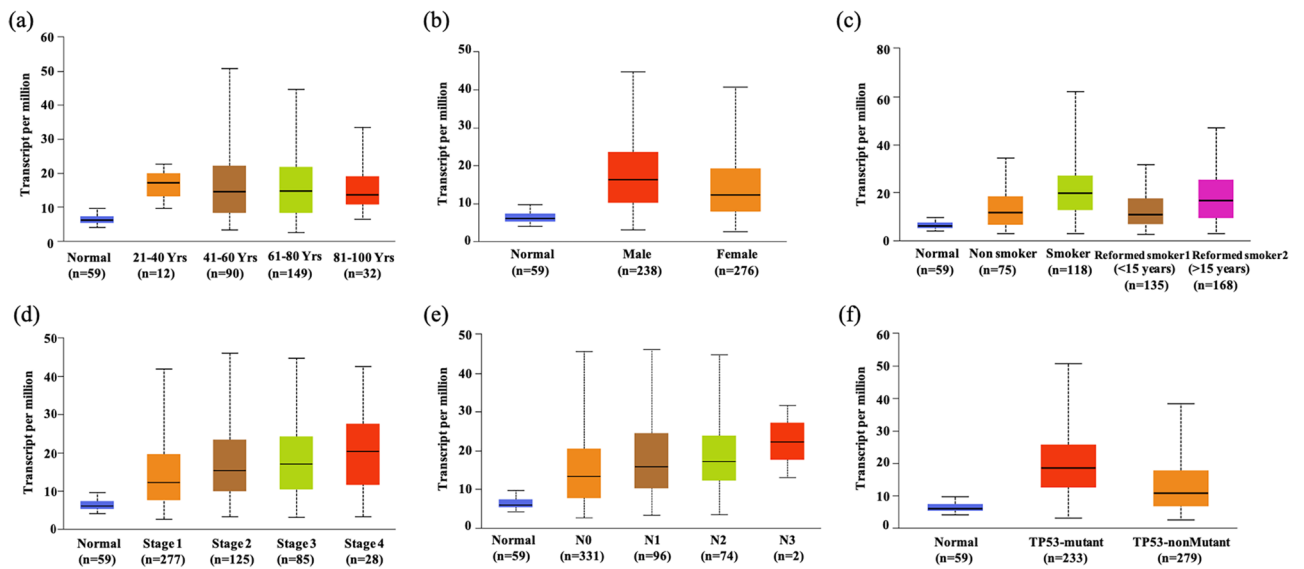 (a)
Transcript per million
60
50
40
30
20
10
0
Normal 21-40 Yrs 41-60 Yrs 61-80 Yrs 81-100 Yrs
(n=59) (n=12) (n=90) (n=149) (n=32)
(b)
Transcript per million
50
40
30
20
10
0
Normal Male Female
(n=59) (n=238) (n=276)
(c)
Transcript per million
80
60
40
20
0
Normal Non smoker Smoker Reformed smoker1 Reformed smoker2
(n=59) (n=75) (n=118) (<15 years) (>15 years)
(n=135) (n=168)
(d)
Transcript per million
50
40
30
20
10
0
Normal Stage 1 Stage 2 Stage 3 Stage 4
(n=59) (n=277) (n=125) (n=85) (n=28)
(e)
Transcript per million
50
40
30
20
10
0
Normal N0 N1 N2 N3
(n=59) (n=331) (n=96) (n=74) (n=2)
(f)
Transcript per million
60
50
40
30
20
10
0
Normal TP53-mutant TP53-nonMutant
(n=59) (n=233) (n=279)